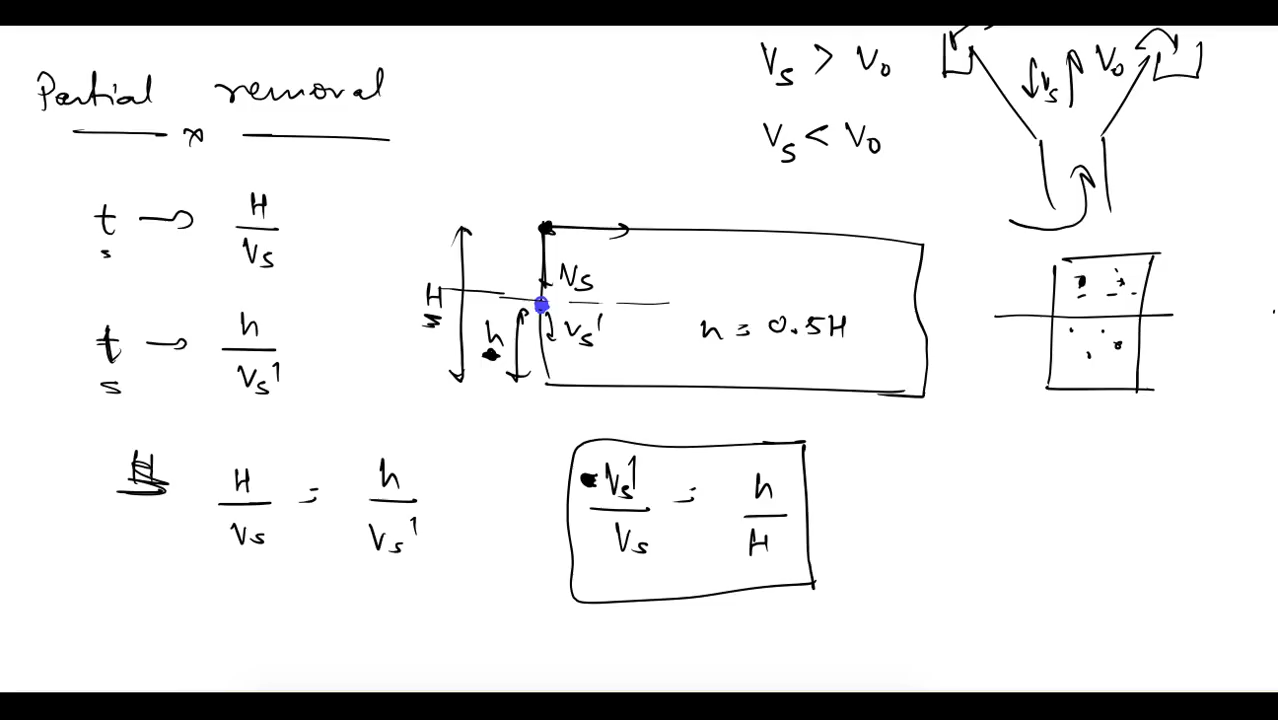 Partial removal
Vs > Vo
Vs < Vo
Vs Vo
t s → H / Vs
t s → h / Vs'
H
Vs
h
Vs'
h = 0.5H
H / Vs = h / Vs'
Vs' / Vs = h / H